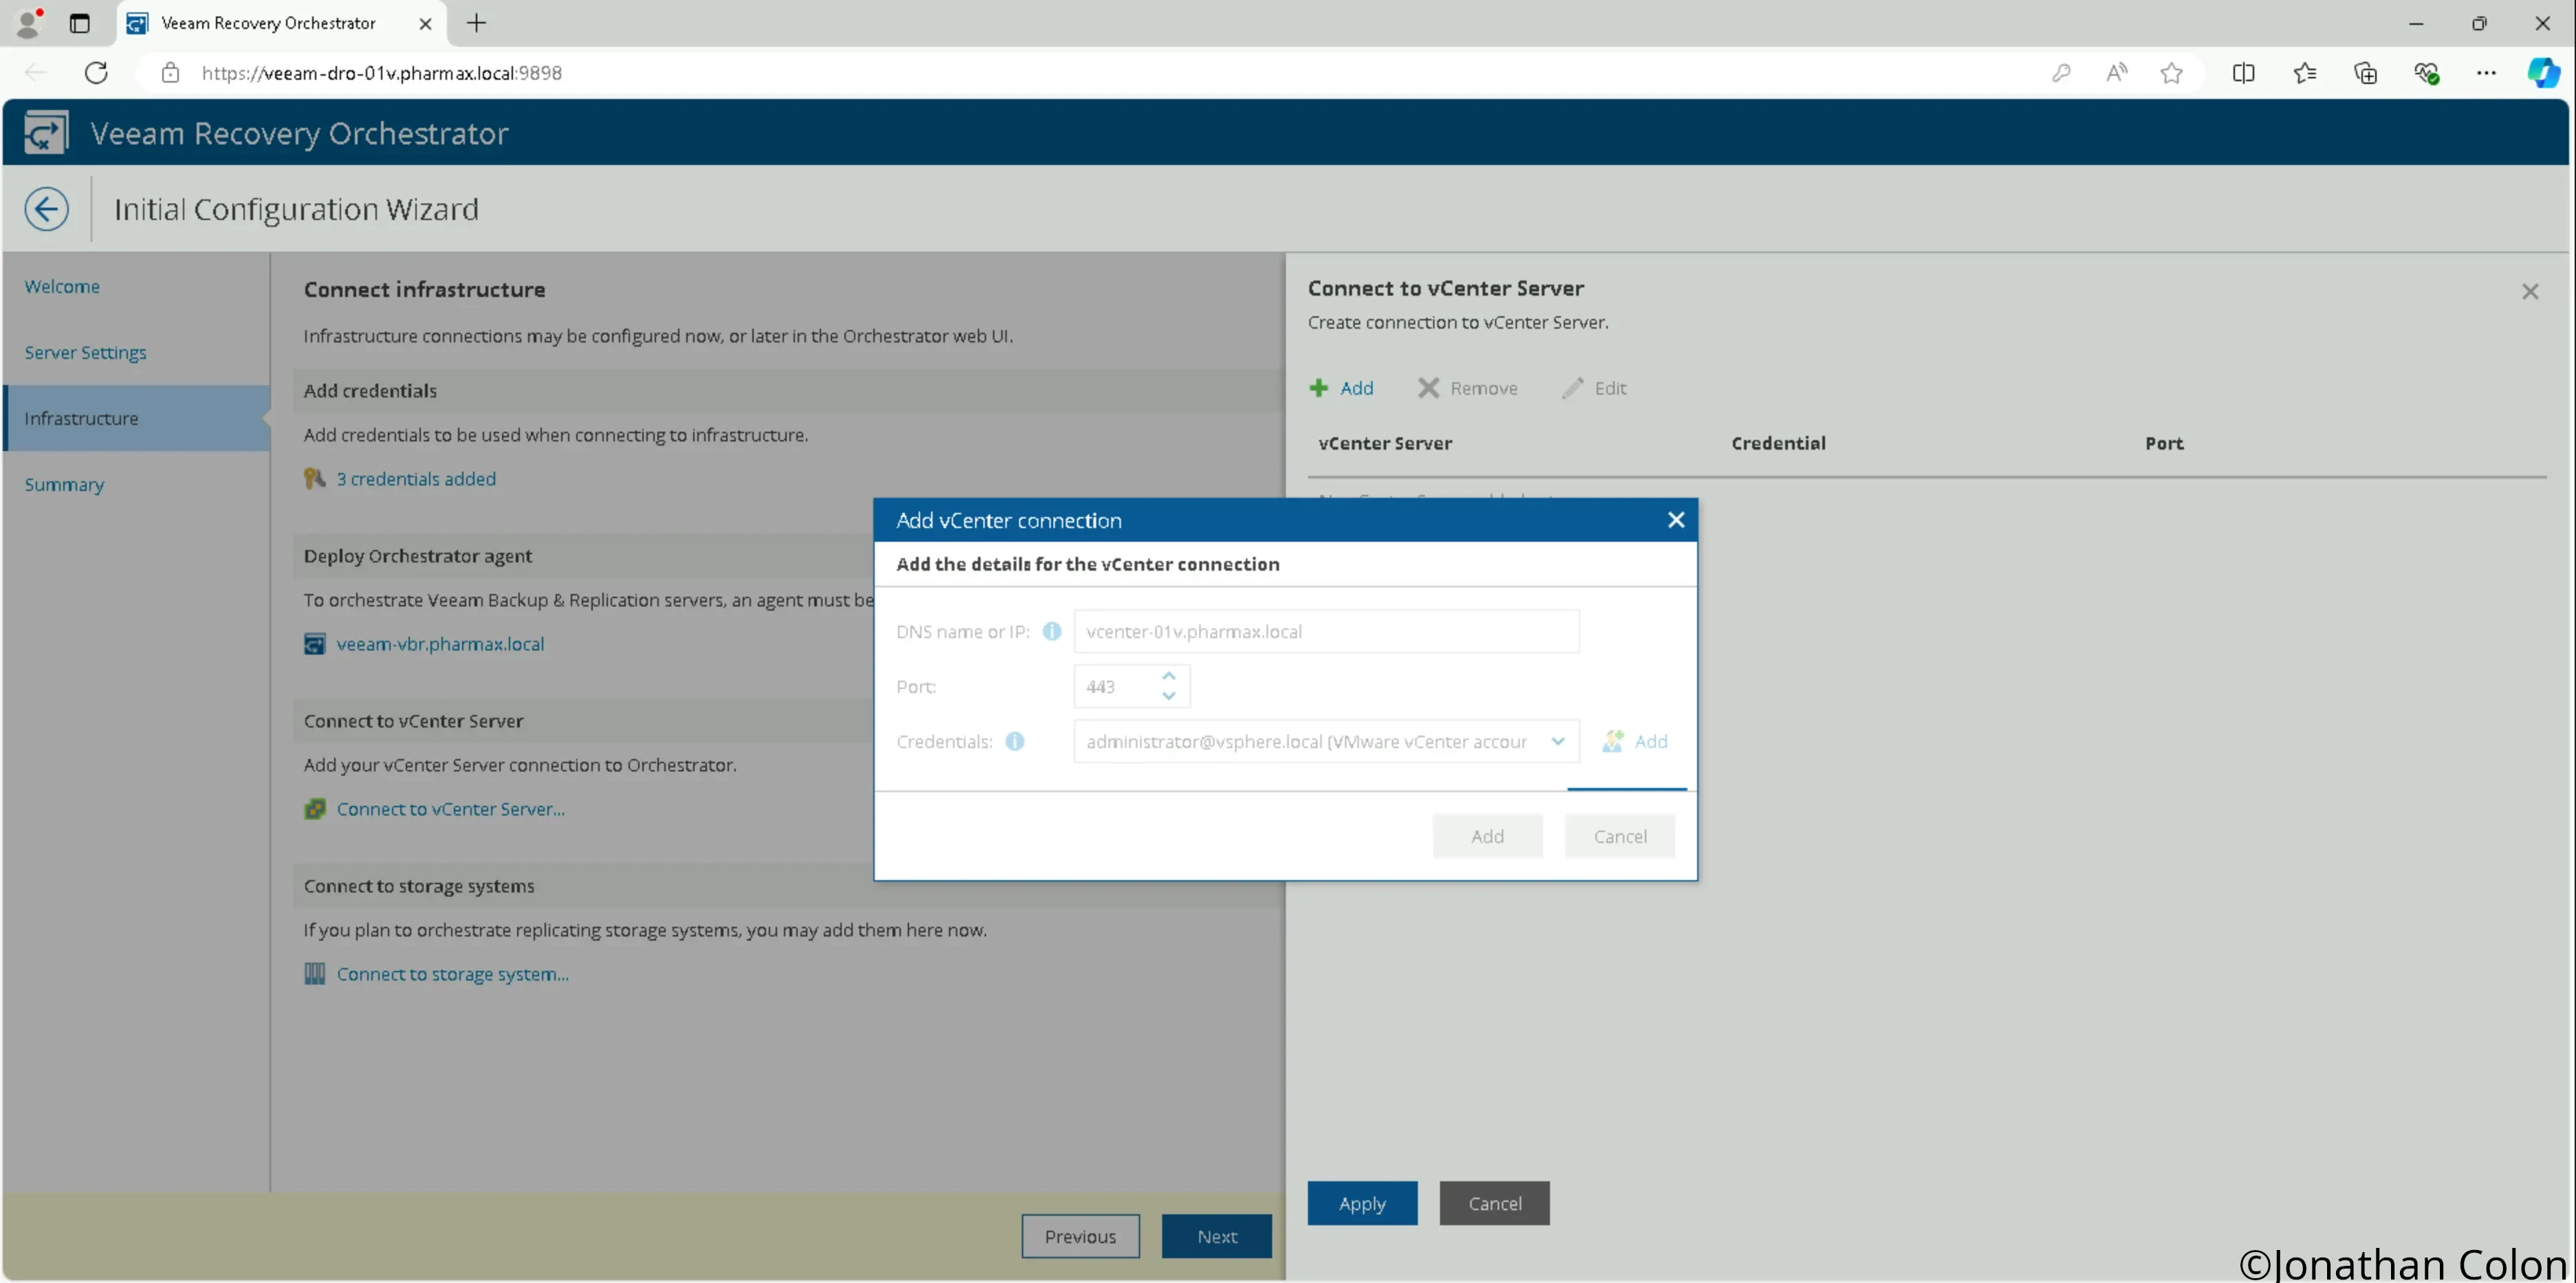 Veeam Recovery Orchestrator
https://veeam-dro-01v.pharmax.local:9898
Veeam Recovery Orchestrator
Initial Configuration Wizard
Welcome
Server Settings
Infrastructure
Summary
Connect infrastructure
Infrastructure connections may be configured now, or later in the Orchestrator web UI.
Add credentials
Add credentials to be used when connecting to infrastructure.
3 credentials added
Deploy Orchestrator agent
To orchestrate Veeam Backup & Replication servers, an agent must be
veeam-vbr.pharmax.local
Connect to vCenter Server
Add your vCenter Server connection to Orchestrator.
Connect to vCenter Server...
Connect to storage systems
If you plan to orchestrate replicating storage systems, you may add them here now.
Connect to storage system...
Previous Next
Connect to vCenter Server
Create connection to vCenter Server.
Add Remove Edit
vCenter Server Credential Port
Add vCenter connection
Add the details for the vCenter connection
DNS name or IP: vcenter-01v.pharmax.local
Port: 443
Credentials: administrator@vsphere.local (VMware vCenter accour Add
Add Cancel
Apply Cancel
©Jonathan Colon